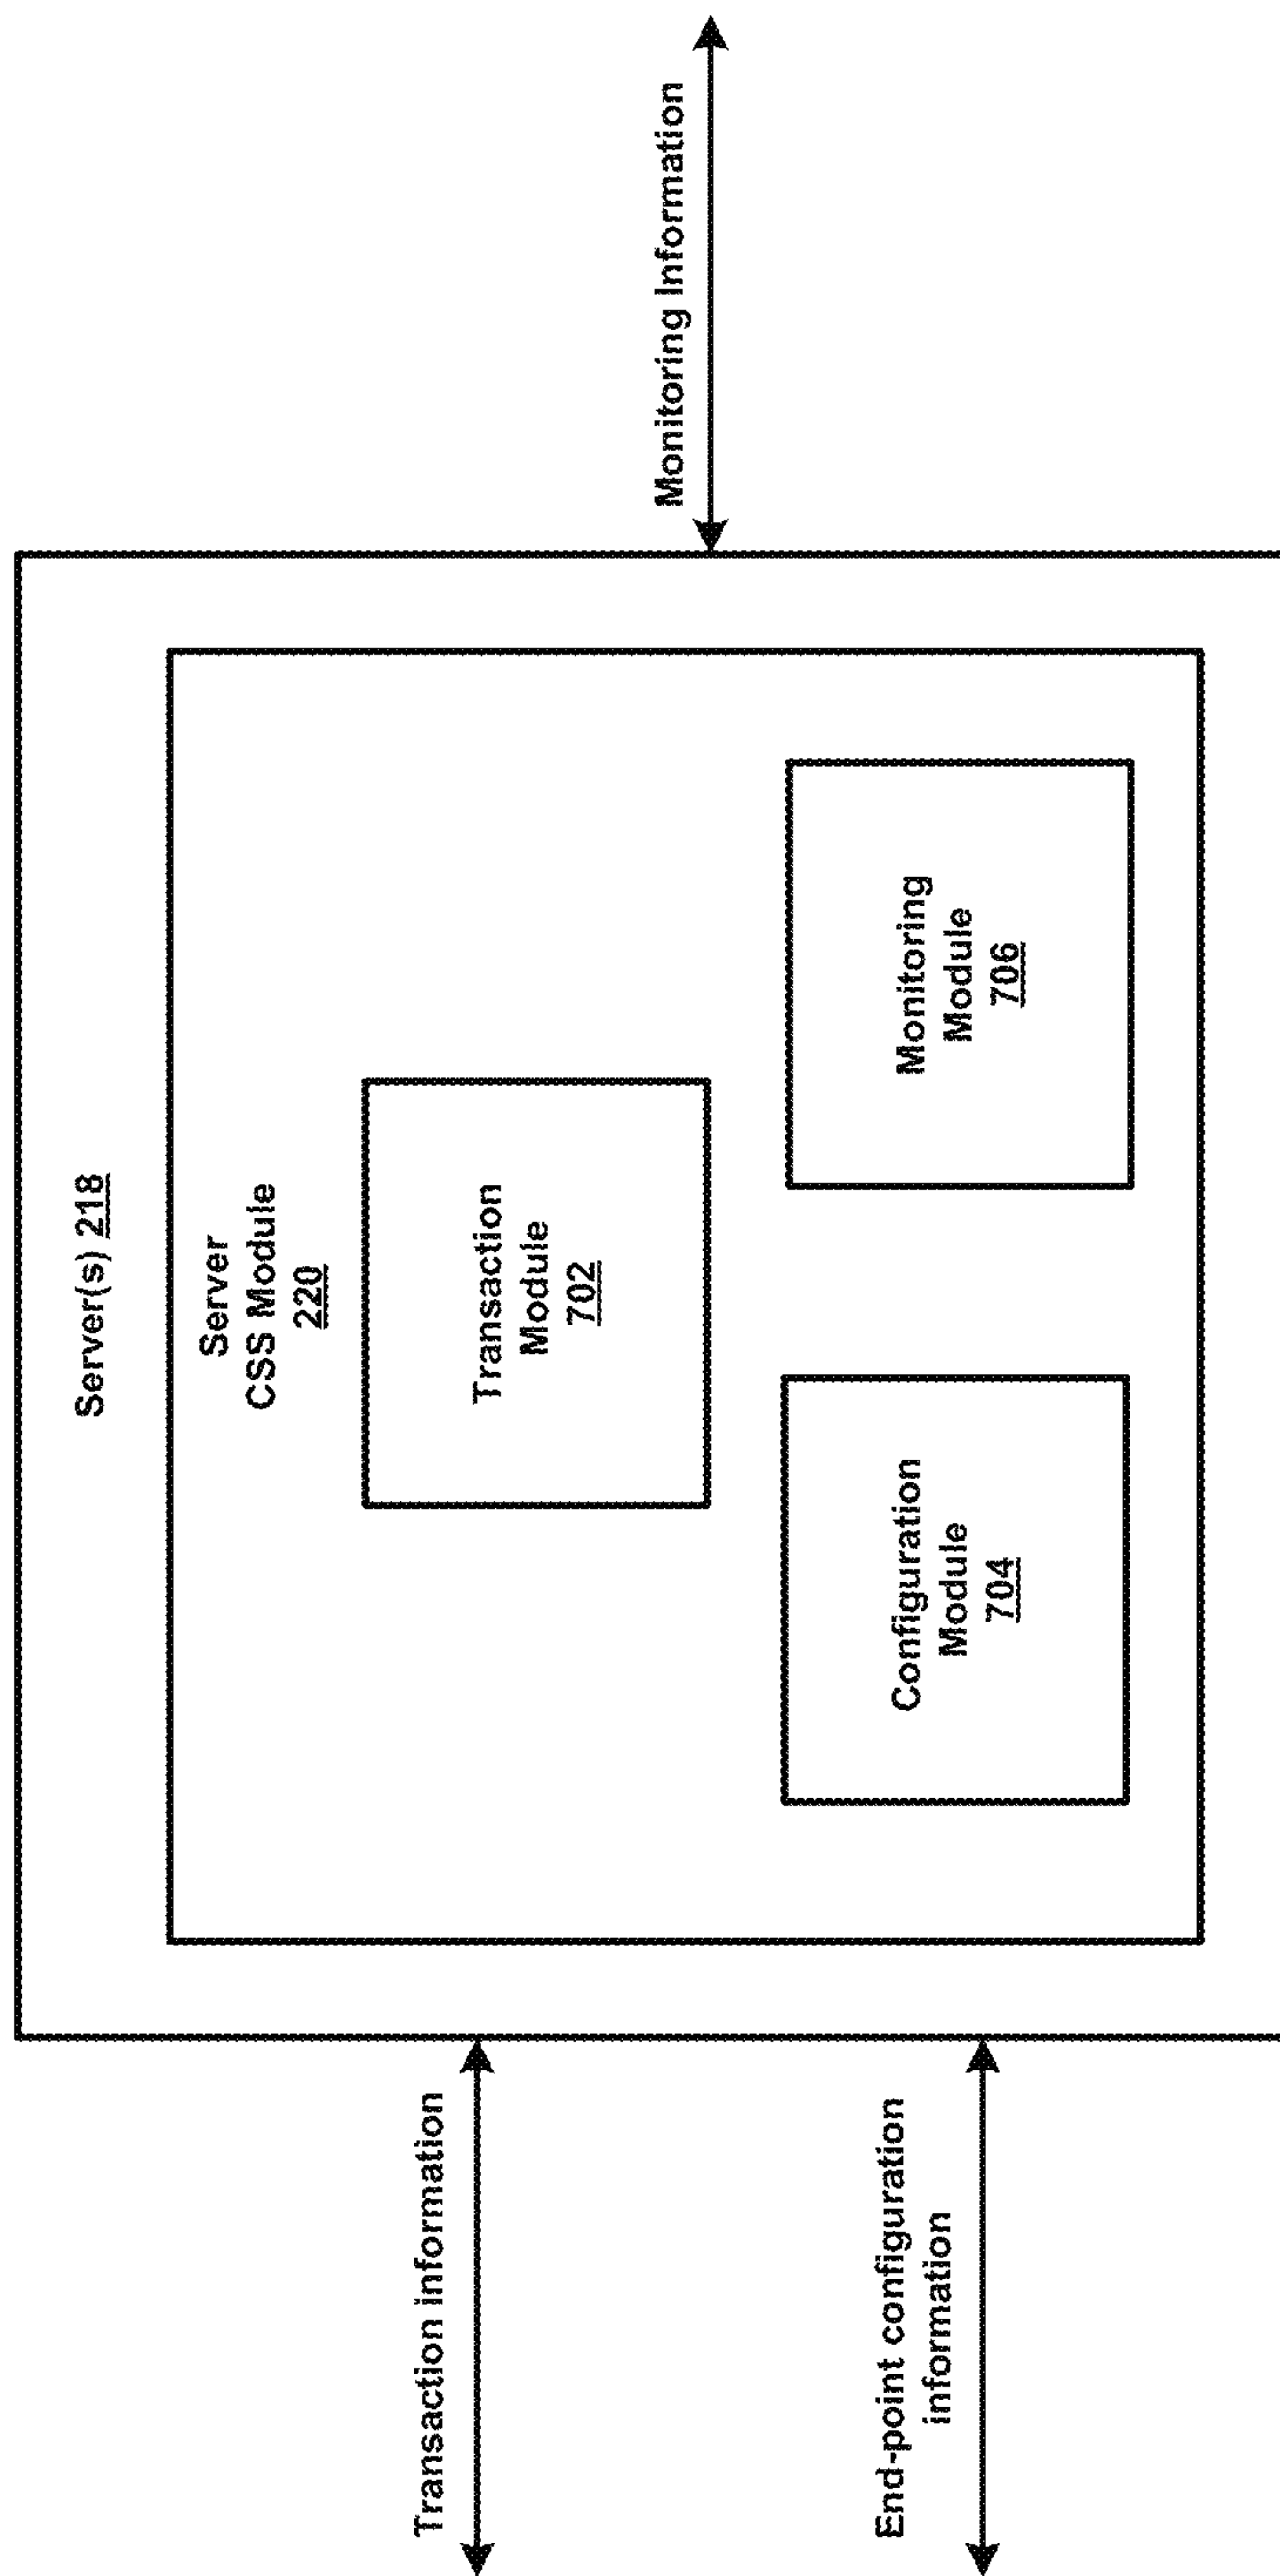 Server(s) 218
Server
CSS Module
220
Transaction
Module
702
Configuration
Module
704
Monitoring
Module
706
Transaction information
End-point configuration
information
Monitoring Information